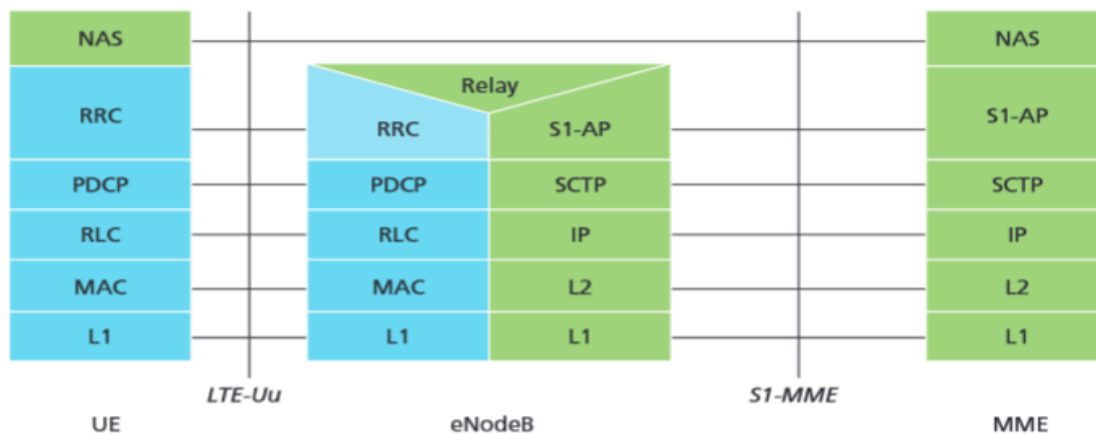 NAS NAS
Relay
RRC RRC S1-AP S1-AP
PDCP PDCP SCTP SCTP
RLC RLC IP IP
MAC MAC L2 L2
L1 L1 L1 L1
LTE-Uu S1-MME
UE eNodeB MME